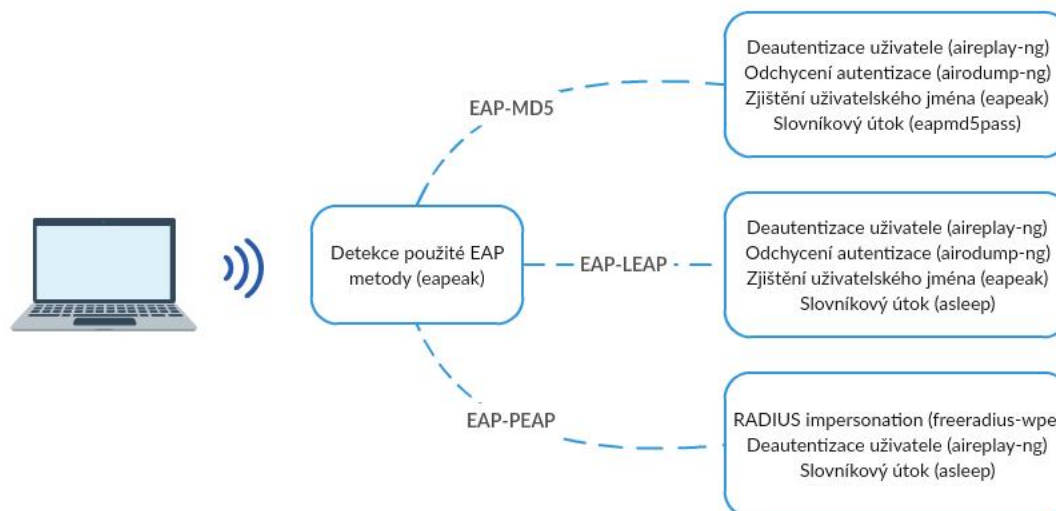 Deautentizace uživatele (aireplay-ng)
Odchycení autentizace (airodump-ng)
Zjištění uživatelského jména (eapeak)
Slovníkový útok (eapmd5pass)
EAP-MD5
Detekce použité EAP
metody (eapeak)
EAP-LEAP
Deautentizace uživatele (aireplay-ng)
Odchycení autentizace (airodump-ng)
Zjištění uživatelského jména (eapeak)
Slovníkový útok (asleep)
EAP-PEAP
RADIUS impersonation (freeradius-wpe
Deautentizace uživatele (aireplay-ng)
Slovníkový útok (asleep)